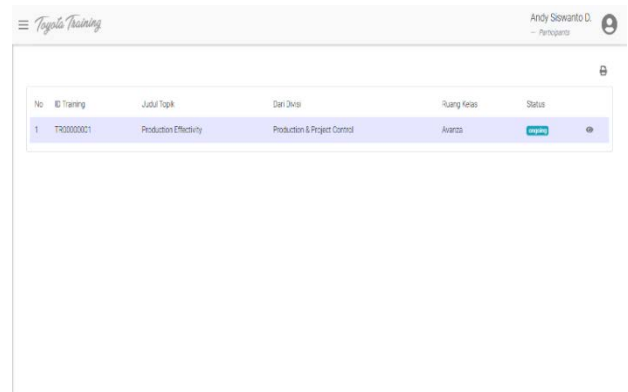 Toyota Training
Andy Siswanto D.
— Participants
No ID Training Judul Topik Dari Divisi Ruang Kelas Status
1 TR00000001 Production Effectivity Production & Project Control Avanza ongoing